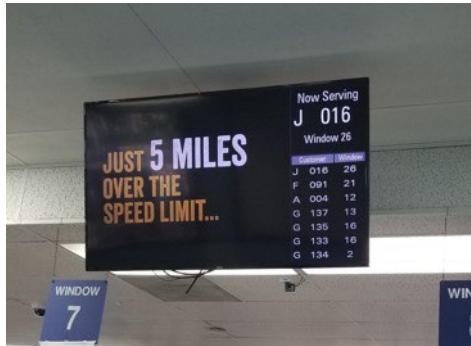 JUST 5 MILES
OVER THE
SPEED LIMIT...
Now Serving
J 016
Window 26
Customer Window
J 016 26
F 091 21
A 004 12
G 137 13
G 135 16
G 133 16
G 134 2
WINDOW
7
WIN